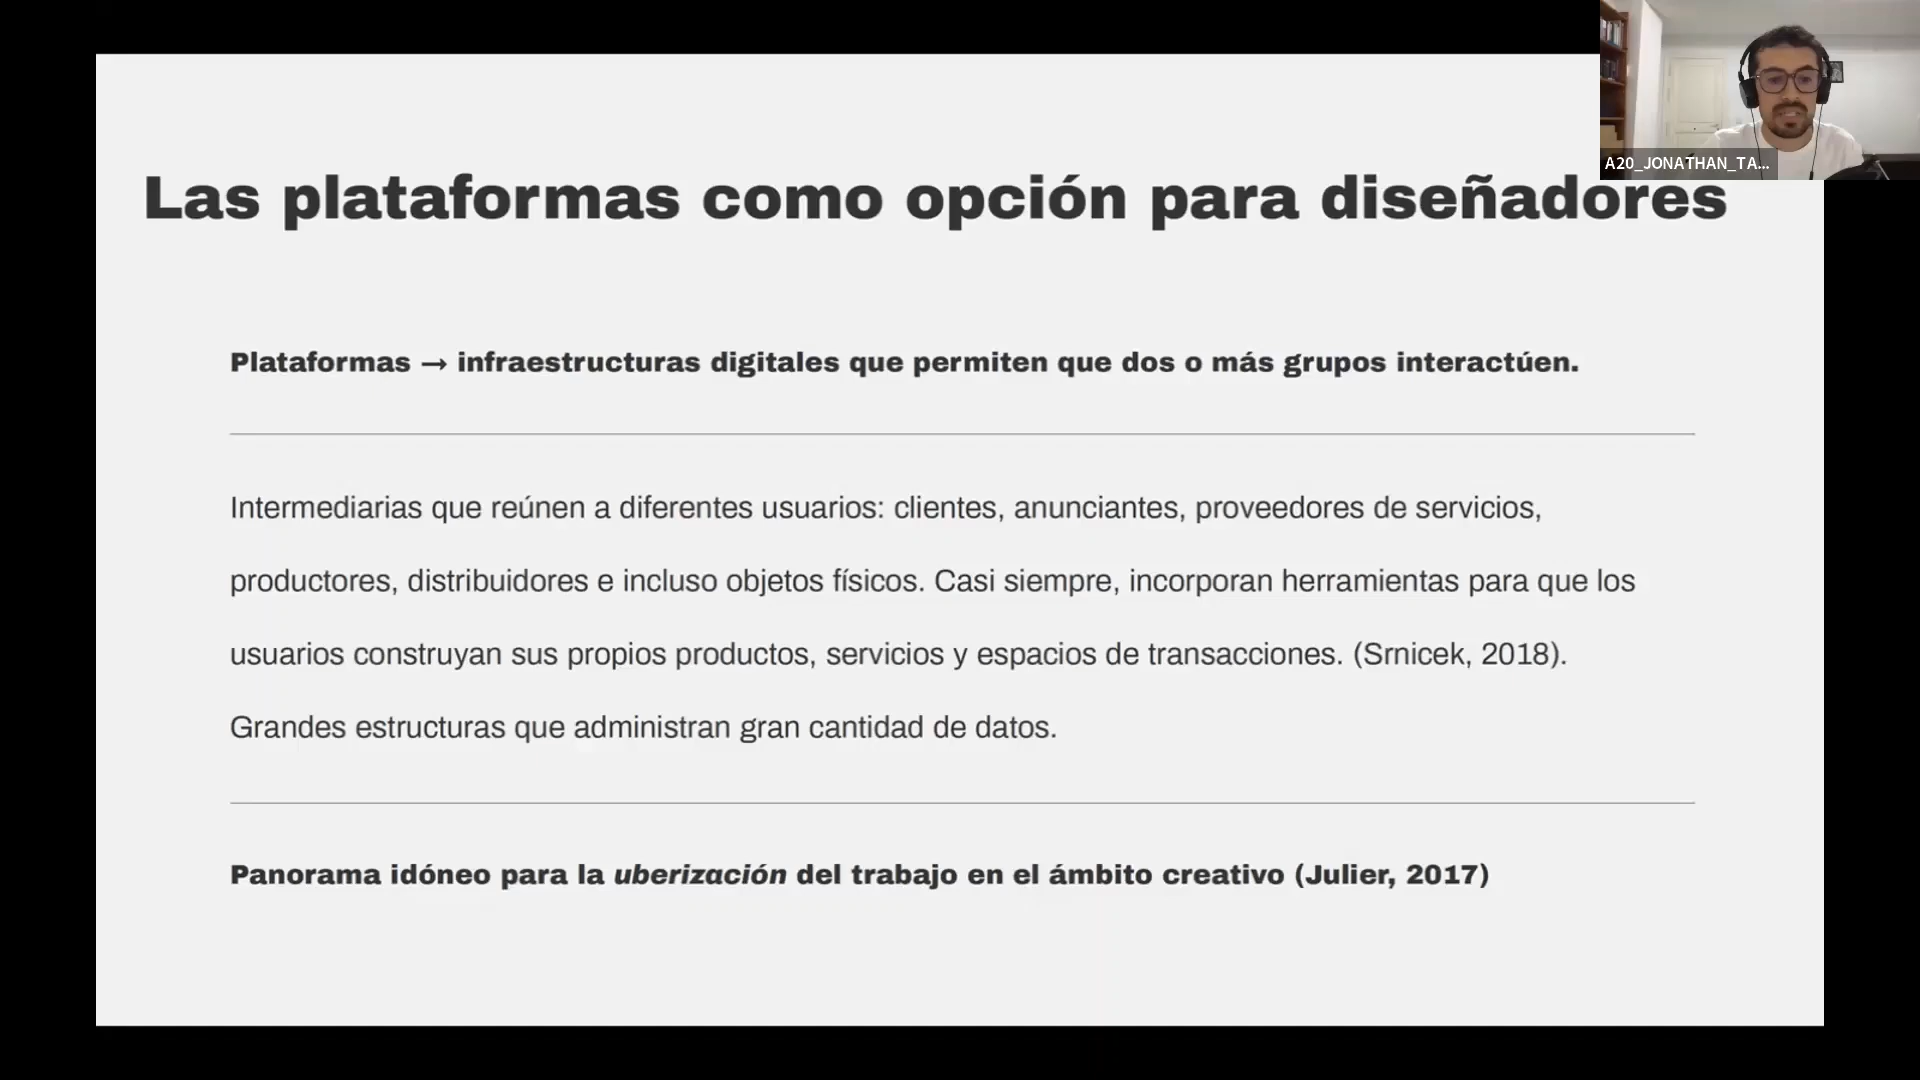 A20_JONATHAN_TA...
Las plataformas como opción para diseñadores
Plataformas → infraestructuras digitales que permiten que dos o más grupos interactúen.
Intermediarias que reúnen a diferentes usuarios: clientes, anunciantes, proveedores de servicios,
productores, distribuidores e incluso objetos físicos. Casi siempre, incorporan herramientas para que los
usuarios construyan sus propios productos, servicios y espacios de transacciones. (Srnicek, 2018).
Grandes estructuras que administran gran cantidad de datos.
Panorama idóneo para la uberización del trabajo en el ámbito creativo (Julier, 2017)